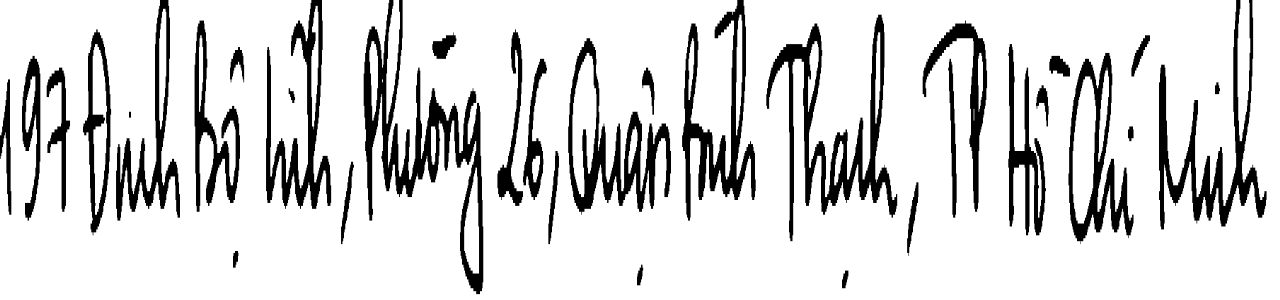 197 Đinh Bộ Lĩnh, Phường 26, Quận Bình Thạnh, TP Hồ Chí Minh